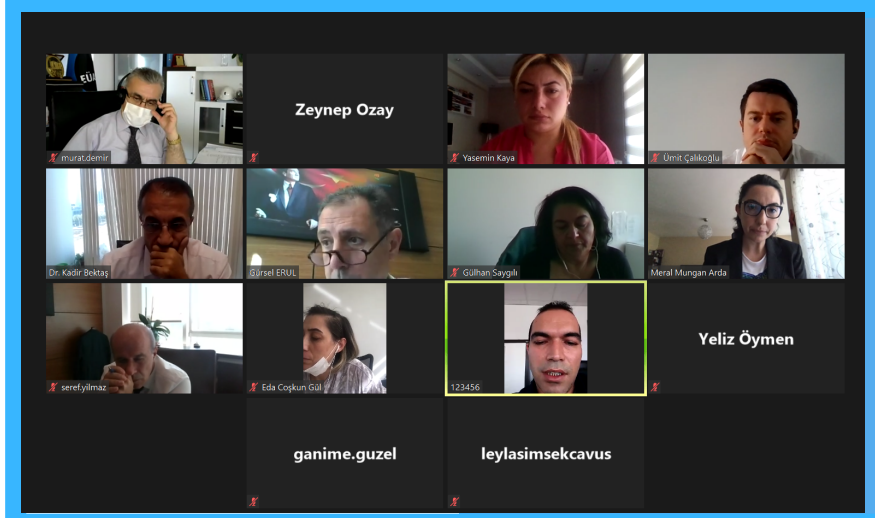 EÜA
murat.demir
Zeynep Ozay
Yasemin Kaya
Ümit Çalıkoğlu
Dr. Kadir Bektaş
Gürsel ERUL
Gülhan Saygılı
Meral Mungan Arda
seref.yilmaz
Eda Coşkun Gül
123456
Yeliz Öymen
ganime.guzel
leylasimsekcavus